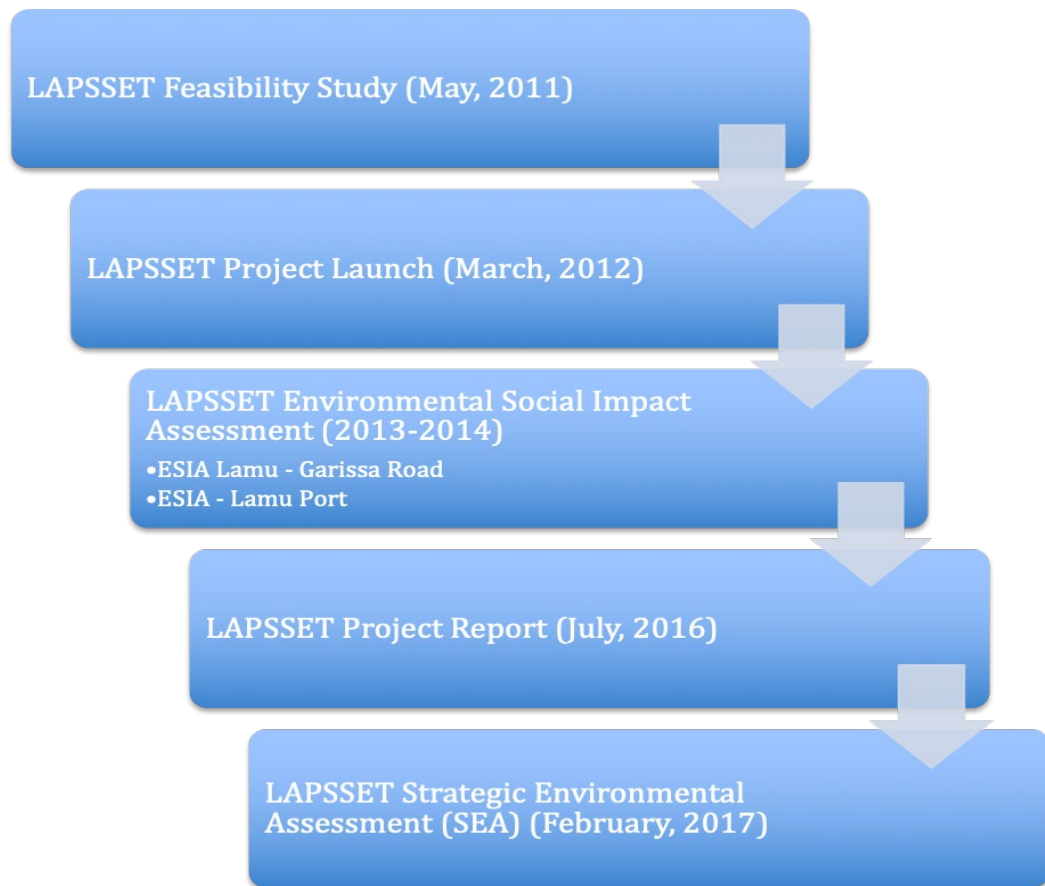 LAPSSET Feasibility Study (May, 2011)
LAPSSET Project Launch (March, 2012)
LAPSSET Environmental Social Impact
Assessment (2013-2014)
•ESIA Lamu - Garissa Road
•ESIA - Lamu Port
LAPSSET Project Report (July, 2016)
LAPSSET Strategic Environmental
Assessment (SEA) (February, 2017)